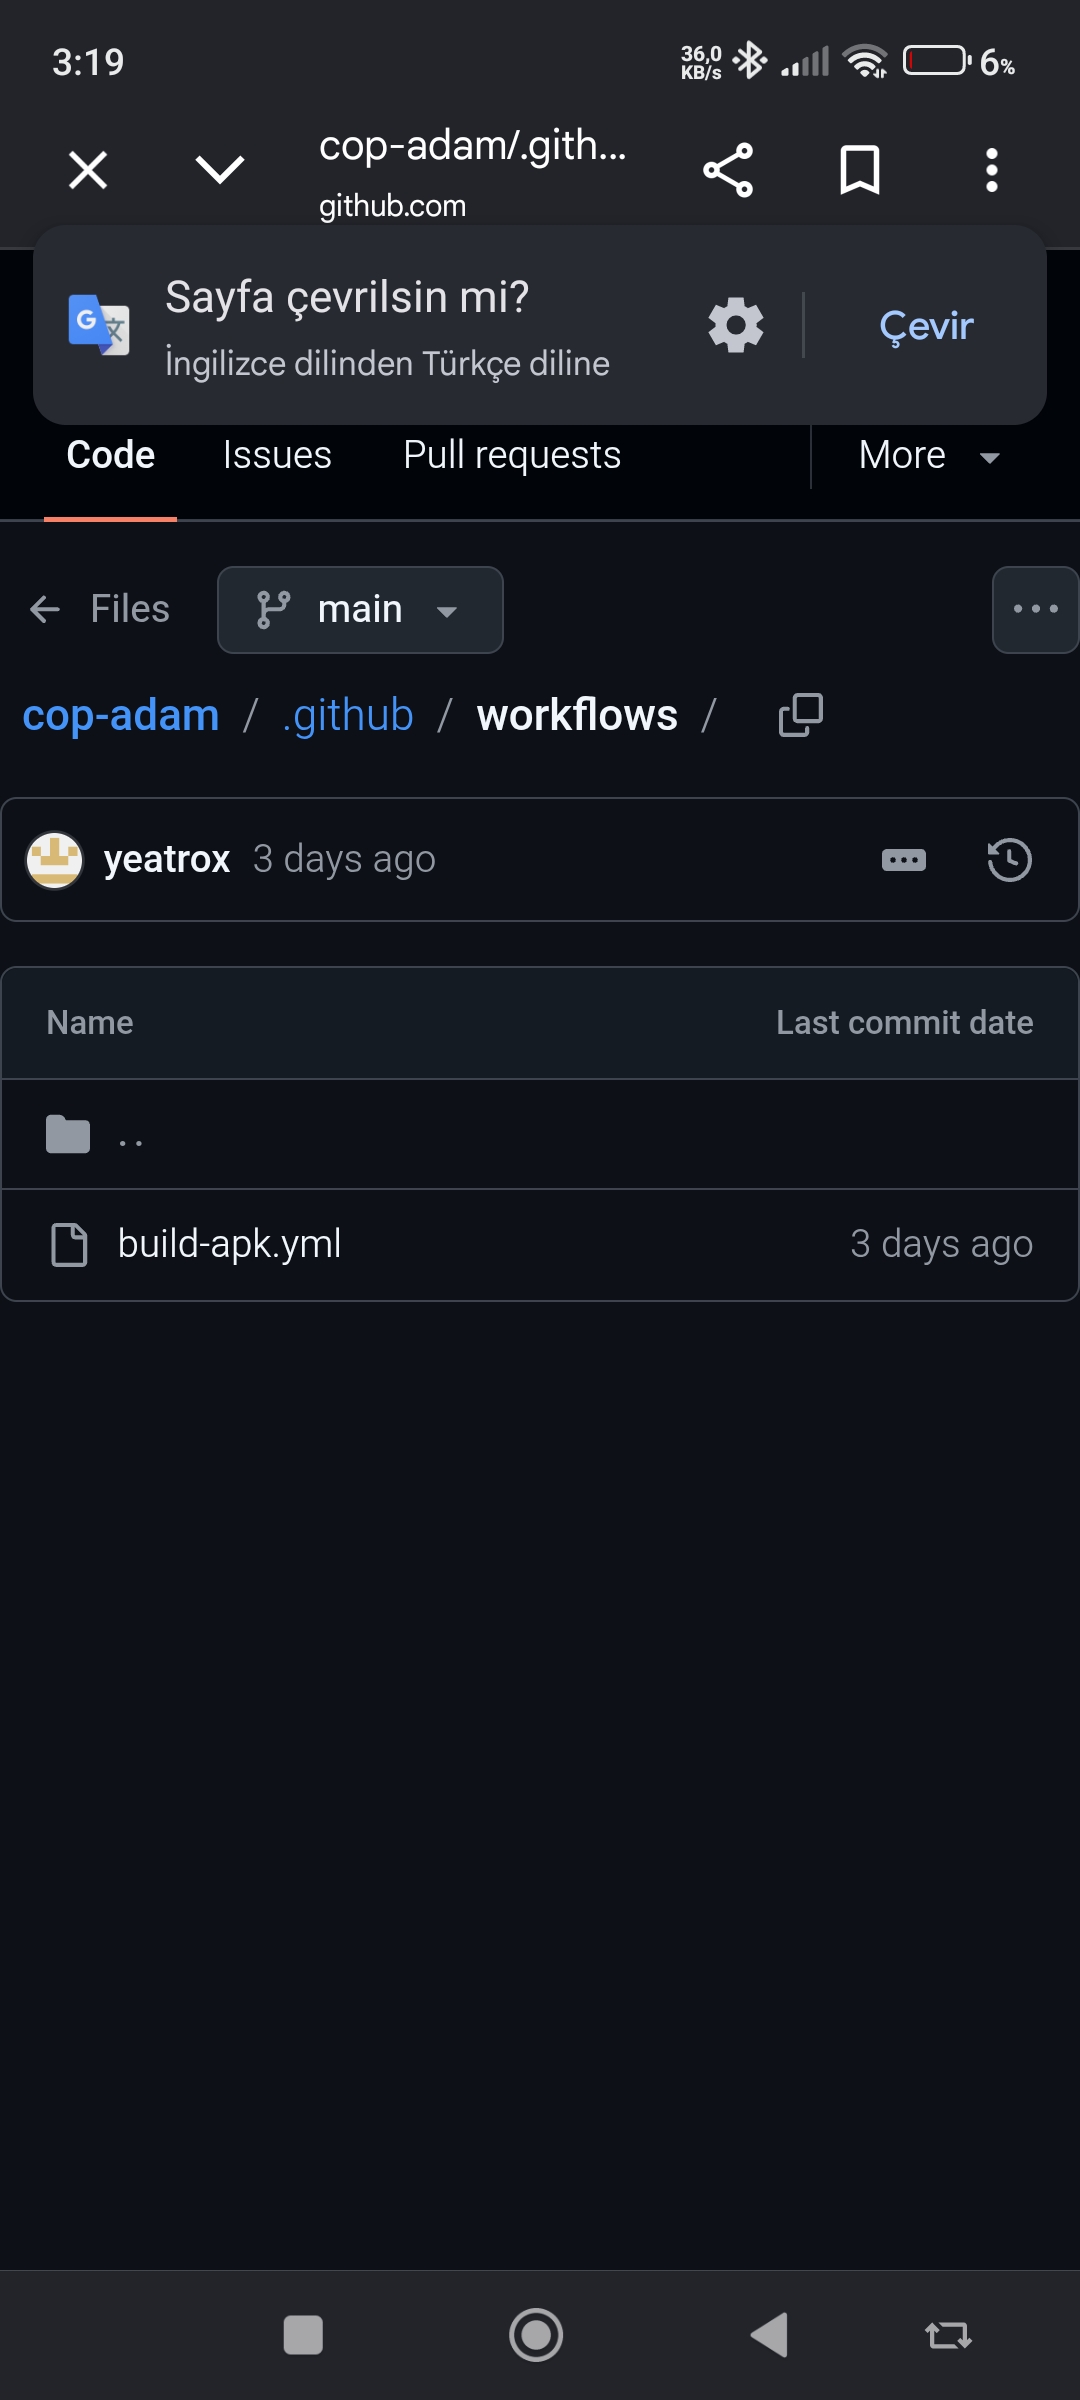 3:19
36,0
KB/s
6%
cop-adam/.gith...
github.com
Sayfa çevrilsin mi?
İngilizce dilinden Türkçe diline
Çevir
Code
Issues
Pull requests
More
Files
main
cop-adam / .github / workflows /
yeatrox 3 days ago
Name
Last commit date
..
build-apk.yml
3 days ago